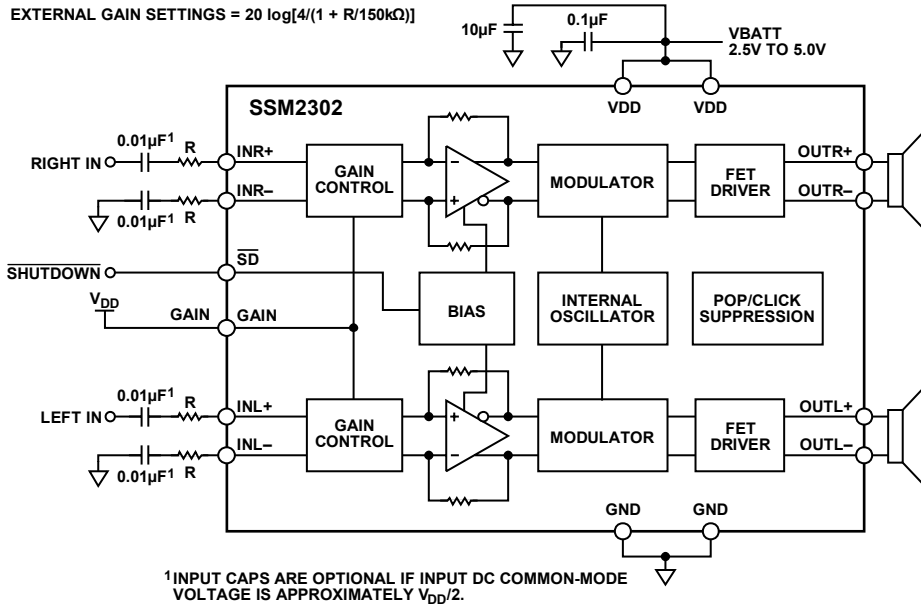 EXTERNAL GAIN SETTINGS = 20 log[4/(1 + R/150kΩ)]
10µF
0.1µF
VBATT
2.5V TO 5.0V
VDD
VDD
SSM2302
0.01µF1
R
RIGHT IN
INR+
GAIN
CONTROL
MODULATOR
FET
DRIVER
OUTR+
INR–
OUTR–
0.01µF1
R
SHUTDOWN
SD
BIAS
INTERNAL
OSCILLATOR
POP/CLICK
SUPPRESSION
VDD
GAIN
GAIN
0.01µF1
R
LEFT IN
INL+
GAIN
CONTROL
MODULATOR
FET
DRIVER
OUTL+
INL–
OUTL–
0.01µF1
R
GND
GND
1INPUT CAPS ARE OPTIONAL IF INPUT DC COMMON-MODE
VOLTAGE IS APPROXIMATELY VDD/2.